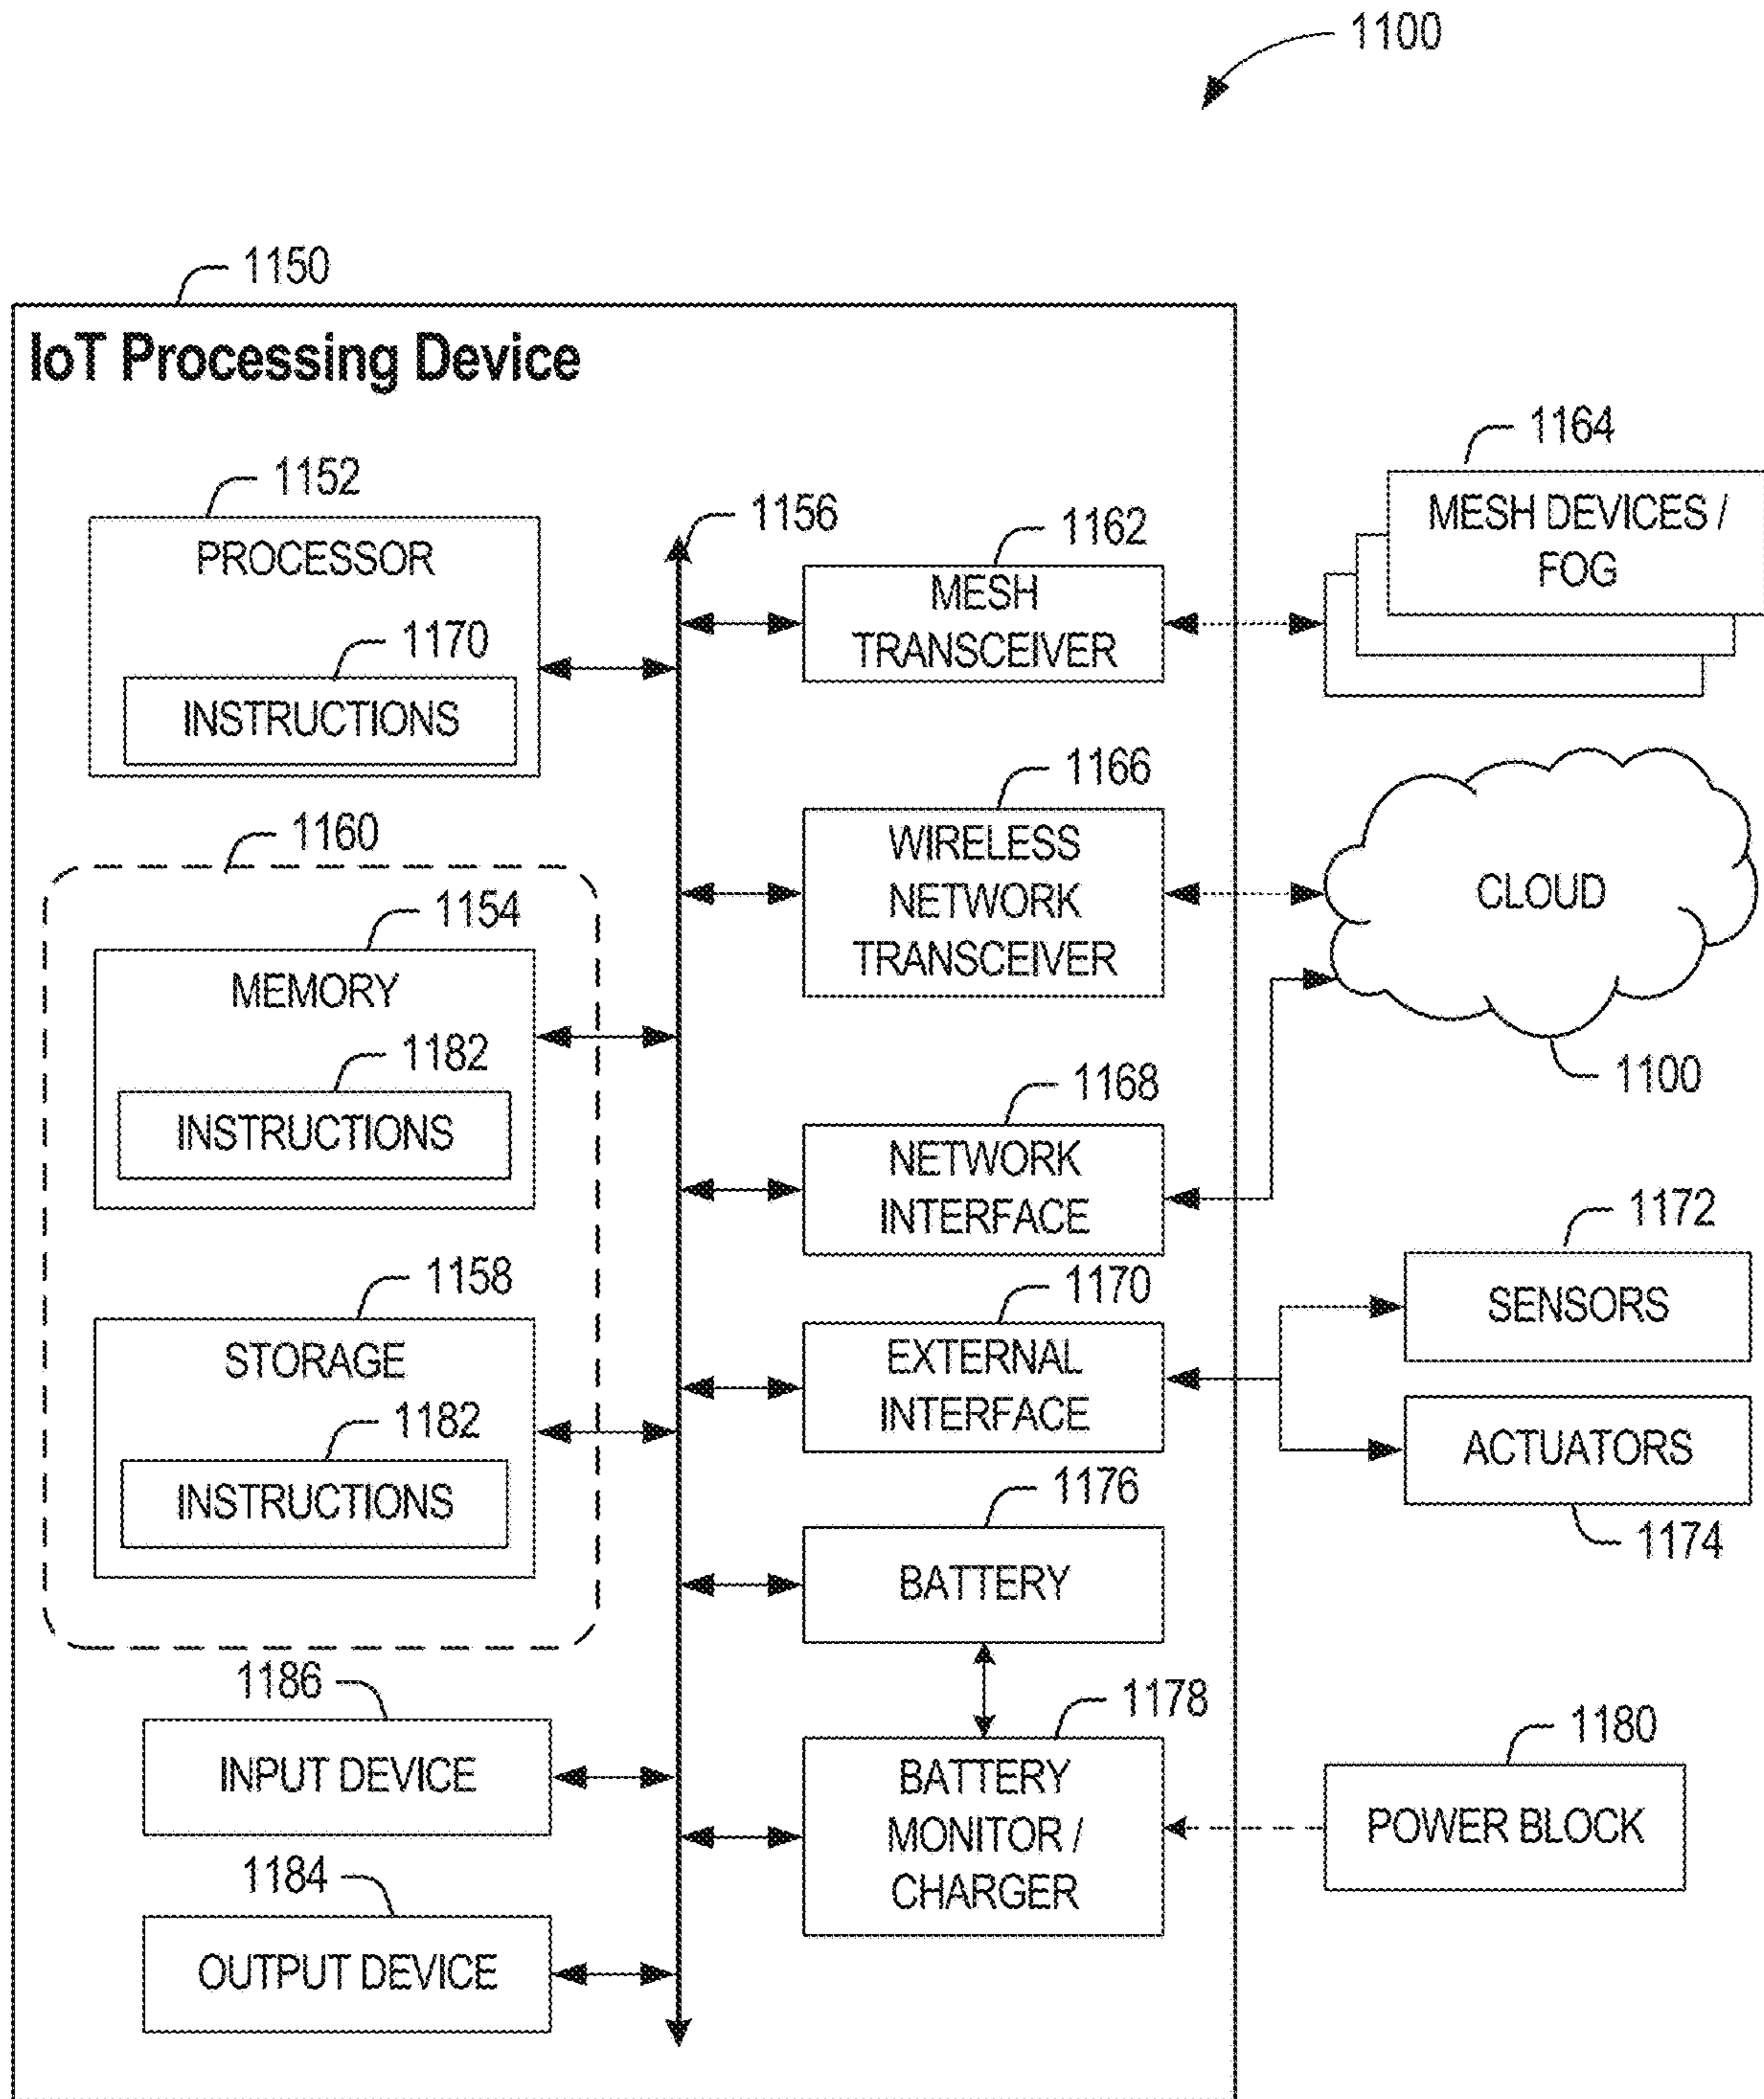 1100
1150
IoT Processing Device
1152
PROCESSOR
1170
INSTRUCTIONS
1160
1154
MEMORY
1182
INSTRUCTIONS
1158
STORAGE
1182
INSTRUCTIONS
1186
INPUT DEVICE
1184
OUTPUT DEVICE
1156
1162
MESH
TRANSCEIVER
1166
WIRELESS
NETWORK
TRANSCEIVER
1168
NETWORK
INTERFACE
1170
EXTERNAL
INTERFACE
1176
BATTERY
1178
BATTERY
MONITOR /
CHARGER
1164
MESH DEVICES /
FOG
CLOUD
1100
1172
SENSORS
ACTUATORS
1174
1180
POWER BLOCK